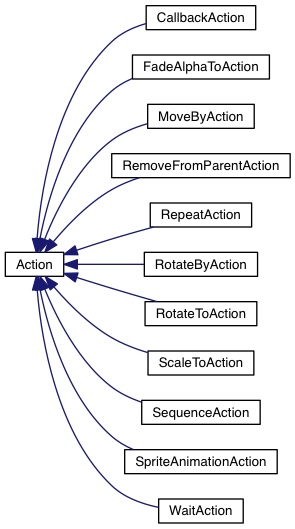 CallbackAction
FadeAlphaToAction
MoveByAction
RemoveFromParentAction
RepeatAction
Action
RotateByAction
RotateToAction
ScaleToAction
SequenceAction
SpriteAnimationAction
WaitAction